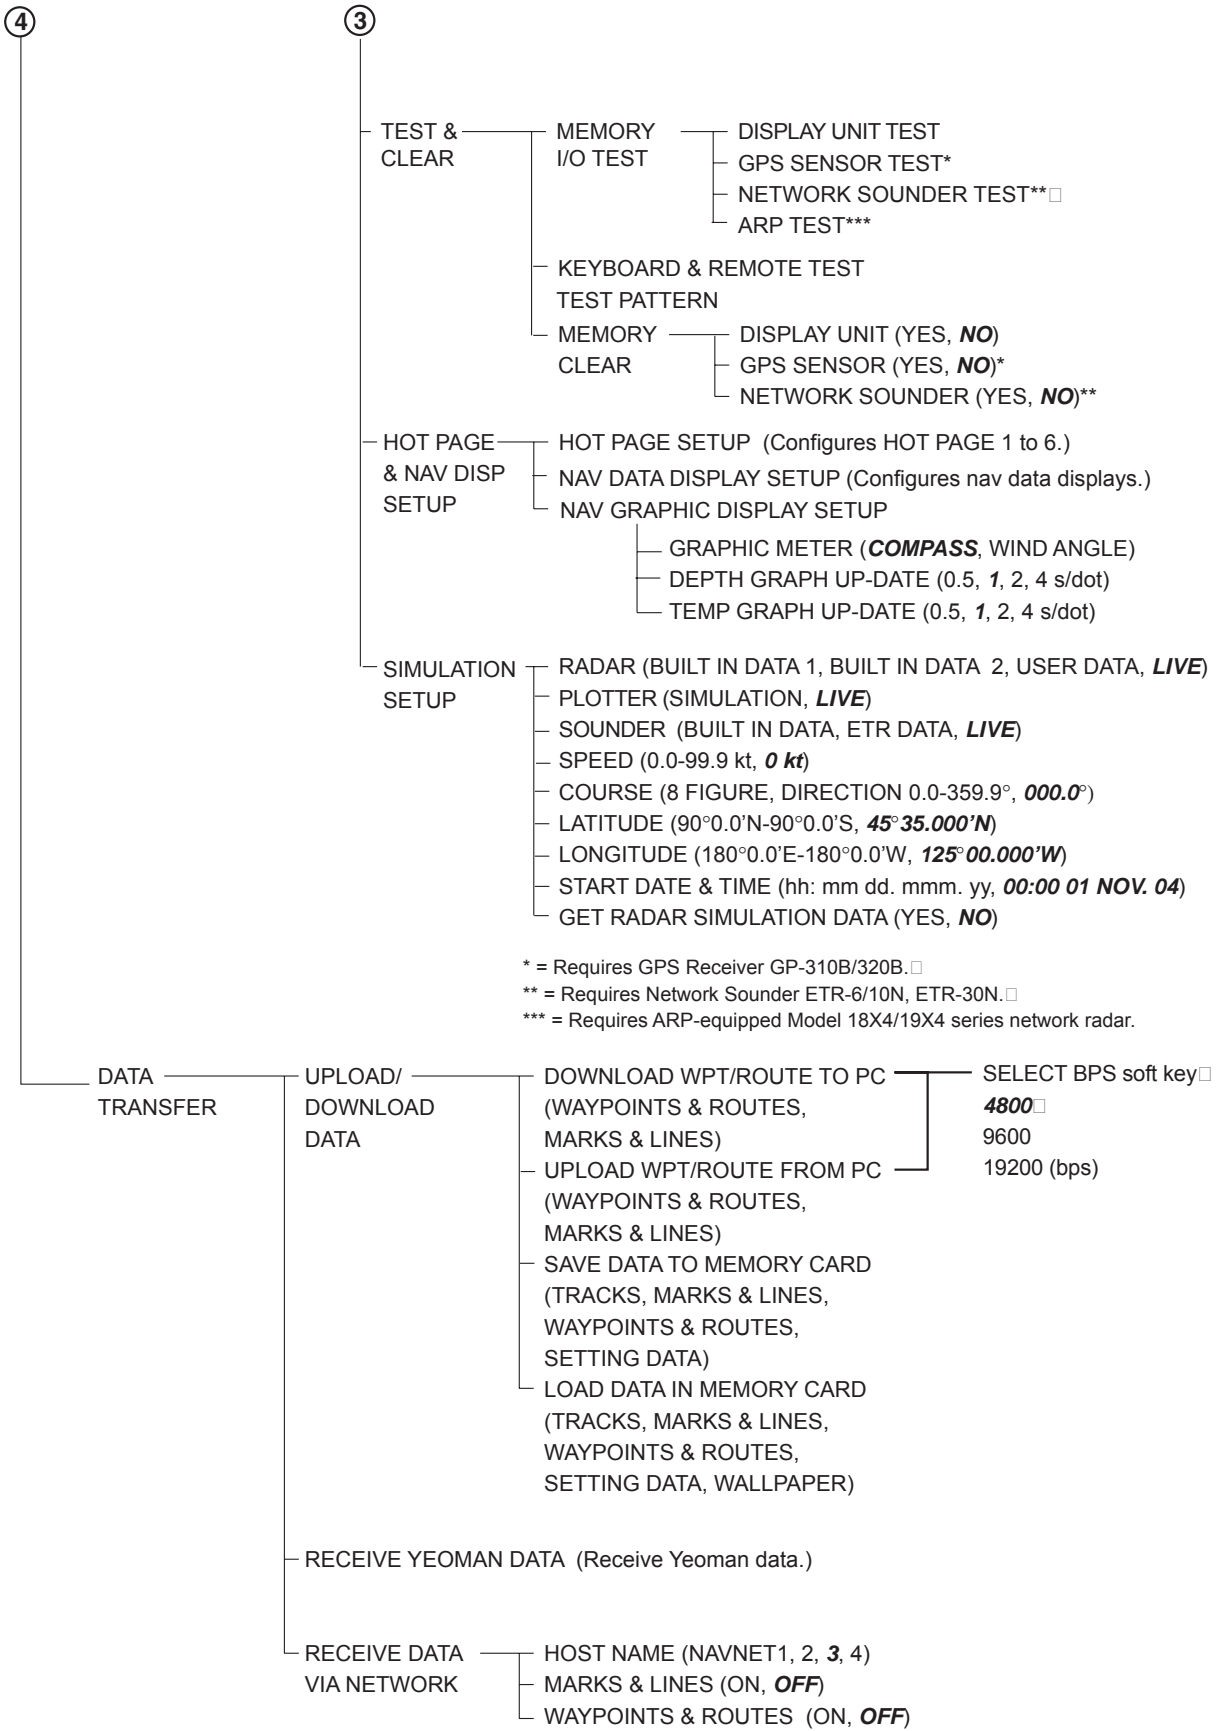 ④ ③
TEST & CLEAR
MEMORY I/O TEST
DISPLAY UNIT TEST
GPS SENSOR TEST*
NETWORK SOUNDER TEST**□
ARP TEST***
KEYBOARD & REMOTE TEST
TEST PATTERN
MEMORY CLEAR
DISPLAY UNIT (YES, NO)
GPS SENSOR (YES, NO)*
NETWORK SOUNDER (YES, NO)**
HOT PAGE & NAV DISP SETUP
HOT PAGE SETUP (Configures HOT PAGE 1 to 6.)
NAV DATA DISPLAY SETUP (Configures nav data displays.)
NAV GRAPHIC DISPLAY SETUP
GRAPHIC METER (COMPASS, WIND ANGLE)
DEPTH GRAPH UP-DATE (0.5, 1, 2, 4 s/dot)
TEMP GRAPH UP-DATE (0.5, 1, 2, 4 s/dot)
SIMULATION SETUP
RADAR (BUILT IN DATA 1, BUILT IN DATA 2, USER DATA, LIVE)
PLOTTER (SIMULATION, LIVE)
SOUNDER (BUILT IN DATA, ETR DATA, LIVE)
SPEED (0.0-99.9 kt, 0 kt)
COURSE (8 FIGURE, DIRECTION 0.0-359.9°, 000.0°)
LATITUDE (90°0.0'N-90°0.0'S, 45°35.000'N)
LONGITUDE (180°0.0'E-180°0.0'W, 125°00.000'W)
START DATE & TIME (hh: mm dd. mmm. yy, 00:00 01 NOV. 04)
GET RADAR SIMULATION DATA (YES, NO)
* = Requires GPS Receiver GP-310B/320B.□
** = Requires Network Sounder ETR-6/10N, ETR-30N.□
*** = Requires ARP-equipped Model 18X4/19X4 series network radar.
DATA TRANSFER
UPLOAD/ DOWNLOAD DATA
DOWNLOAD WPT/ROUTE TO PC
(WAYPOINTS & ROUTES,
MARKS & LINES)
UPLOAD WPT/ROUTE FROM PC
(WAYPOINTS & ROUTES,
MARKS & LINES)
SELECT BPS soft key□
4800□
9600
19200 (bps)
SAVE DATA TO MEMORY CARD
(TRACKS, MARKS & LINES,
WAYPOINTS & ROUTES,
SETTING DATA)
LOAD DATA IN MEMORY CARD
(TRACKS, MARKS & LINES,
WAYPOINTS & ROUTES,
SETTING DATA, WALLPAPER)
RECEIVE YEOMAN DATA (Receive Yeoman data.)
RECEIVE DATA VIA NETWORK
HOST NAME (NAVNET1, 2, 3, 4)
MARKS & LINES (ON, OFF)
WAYPOINTS & ROUTES (ON, OFF)